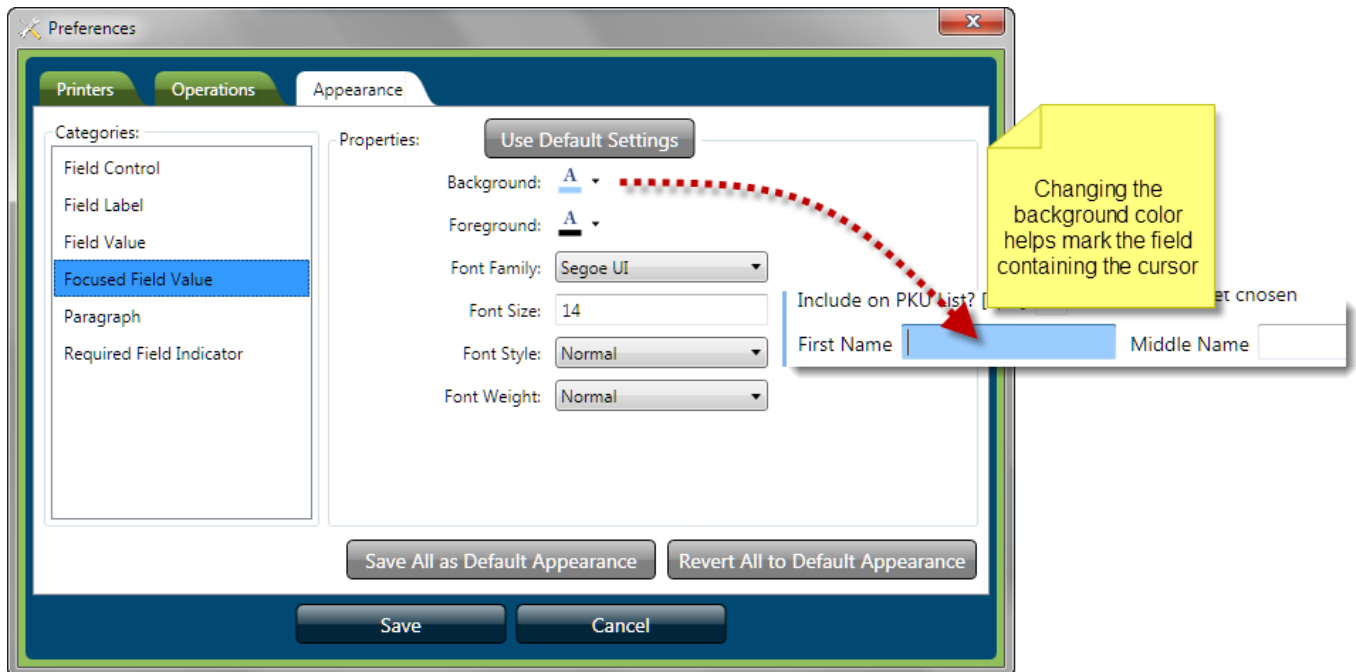 Preferences
Printers
Operations
Appearance
Categories:
Field Control
Field Label
Field Value
Focused Field Value
Paragraph
Required Field Indicator
Properties:
Use Default Settings
Background: A
Foreground: A
Font Family: Segoe UI
Font Size: 14
Font Style: Normal
Font Weight: Normal
Save All as Default Appearance
Revert All to Default Appearance
Save
Cancel
Changing the
background color
helps mark the field
containing the cursor
Include on PKU List? [
First Name
Middle Name